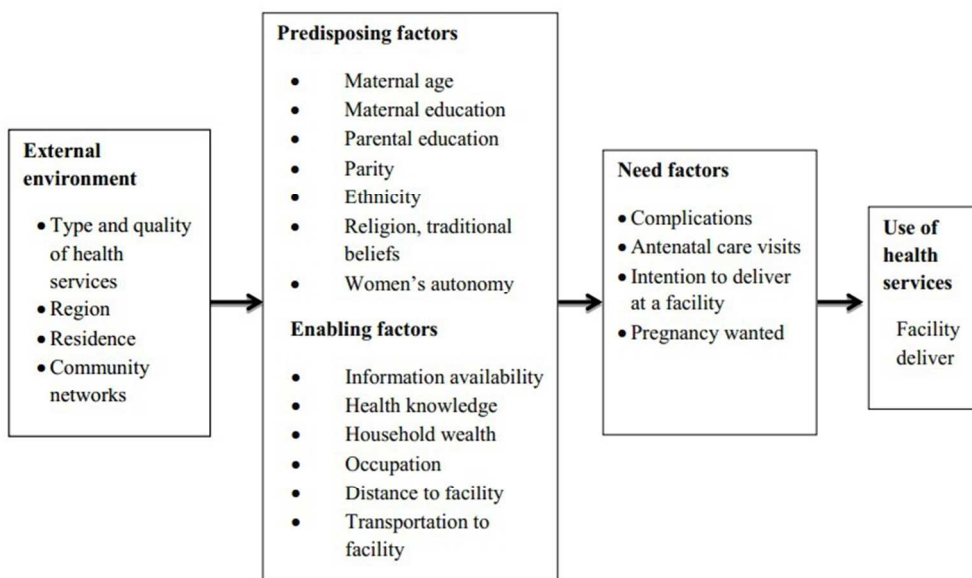 External
environment
• Type and quality
of health
services
• Region
• Residence
• Community
networks
Predisposing factors
• Maternal age
• Maternal education
• Parental education
• Parity
• Ethnicity
• Religion, traditional
beliefs
• Women's autonomy
Enabling factors
• Information availability
• Health knowledge
• Household wealth
• Occupation
• Distance to facility
• Transportation to
facility
Need factors
• Complications
• Antenatal care visits
• Intention to deliver
at a facility
• Pregnancy wanted
Use of
health
services
Facility
deliver